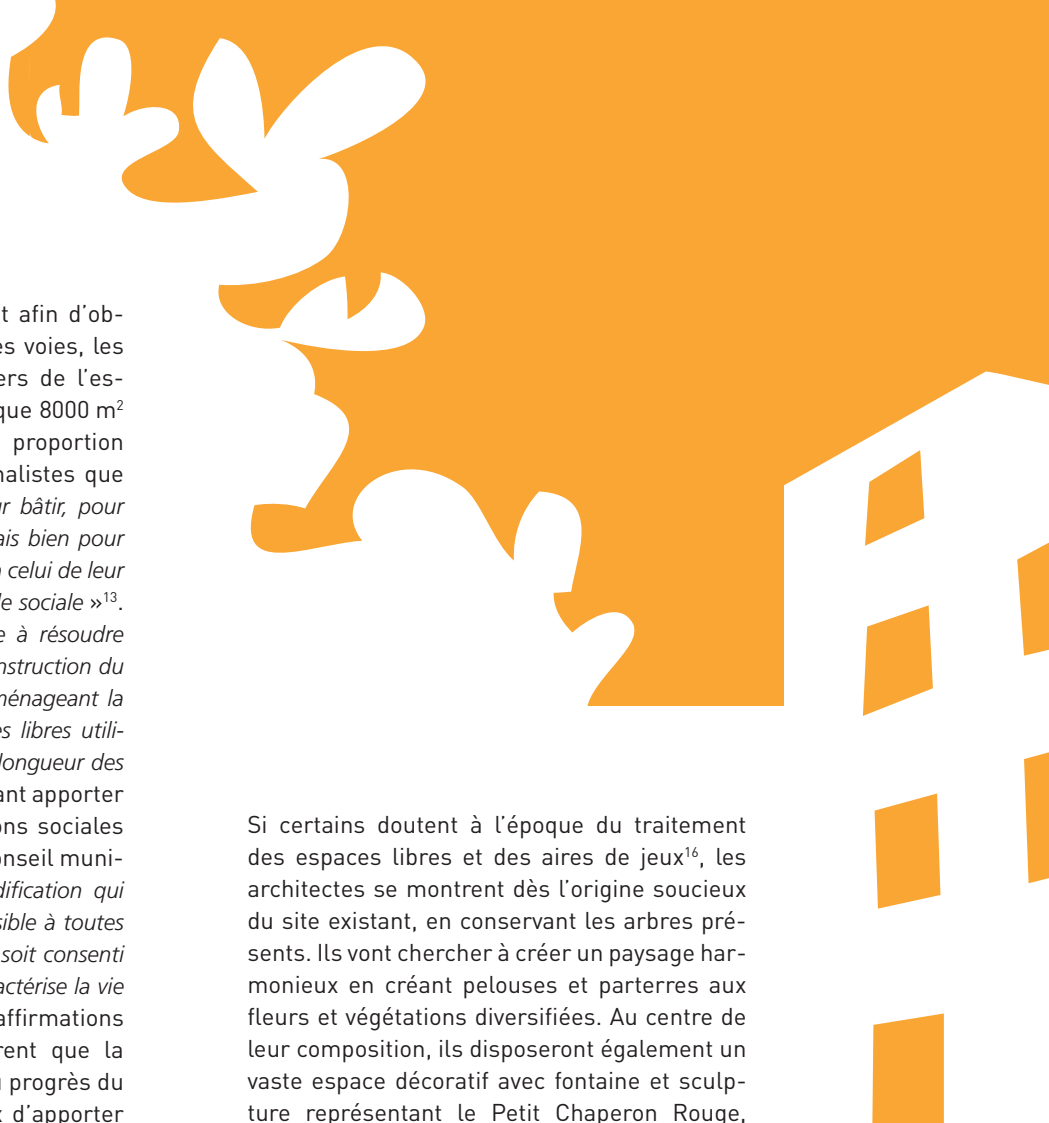 t afin d’ob-
es voies, les
ers de l’es-
que 8000 m²
proportion
nalistes que
ur bâtir, pour
ais bien pour
celui de leur
le sociale »¹³.
e à résoudre
nstruction du
ménageant la
es libres utili-
longueur des
ant apporter
ons sociales
onseil muni-
dification qui
sible à toutes
soit consenti
actérise la vie
affirmations
rent que la
progrès du
x d’apporter
Si certains doutent à l’époque du traitement
des espaces libres et des aires de jeux¹⁶, les
architectes se montrent dès l’origine soucieux
du site existant, en conservant les arbres pré-
sents. Ils vont chercher à créer un paysage har-
monieux en créant pelouses et parterres aux
fleurs et végétations diversifiées. Au centre de
leur composition, ils disposeront également un
vaste espace décoratif avec fontaine et sculp-
ture représentant le Petit Chaperon Rouge,